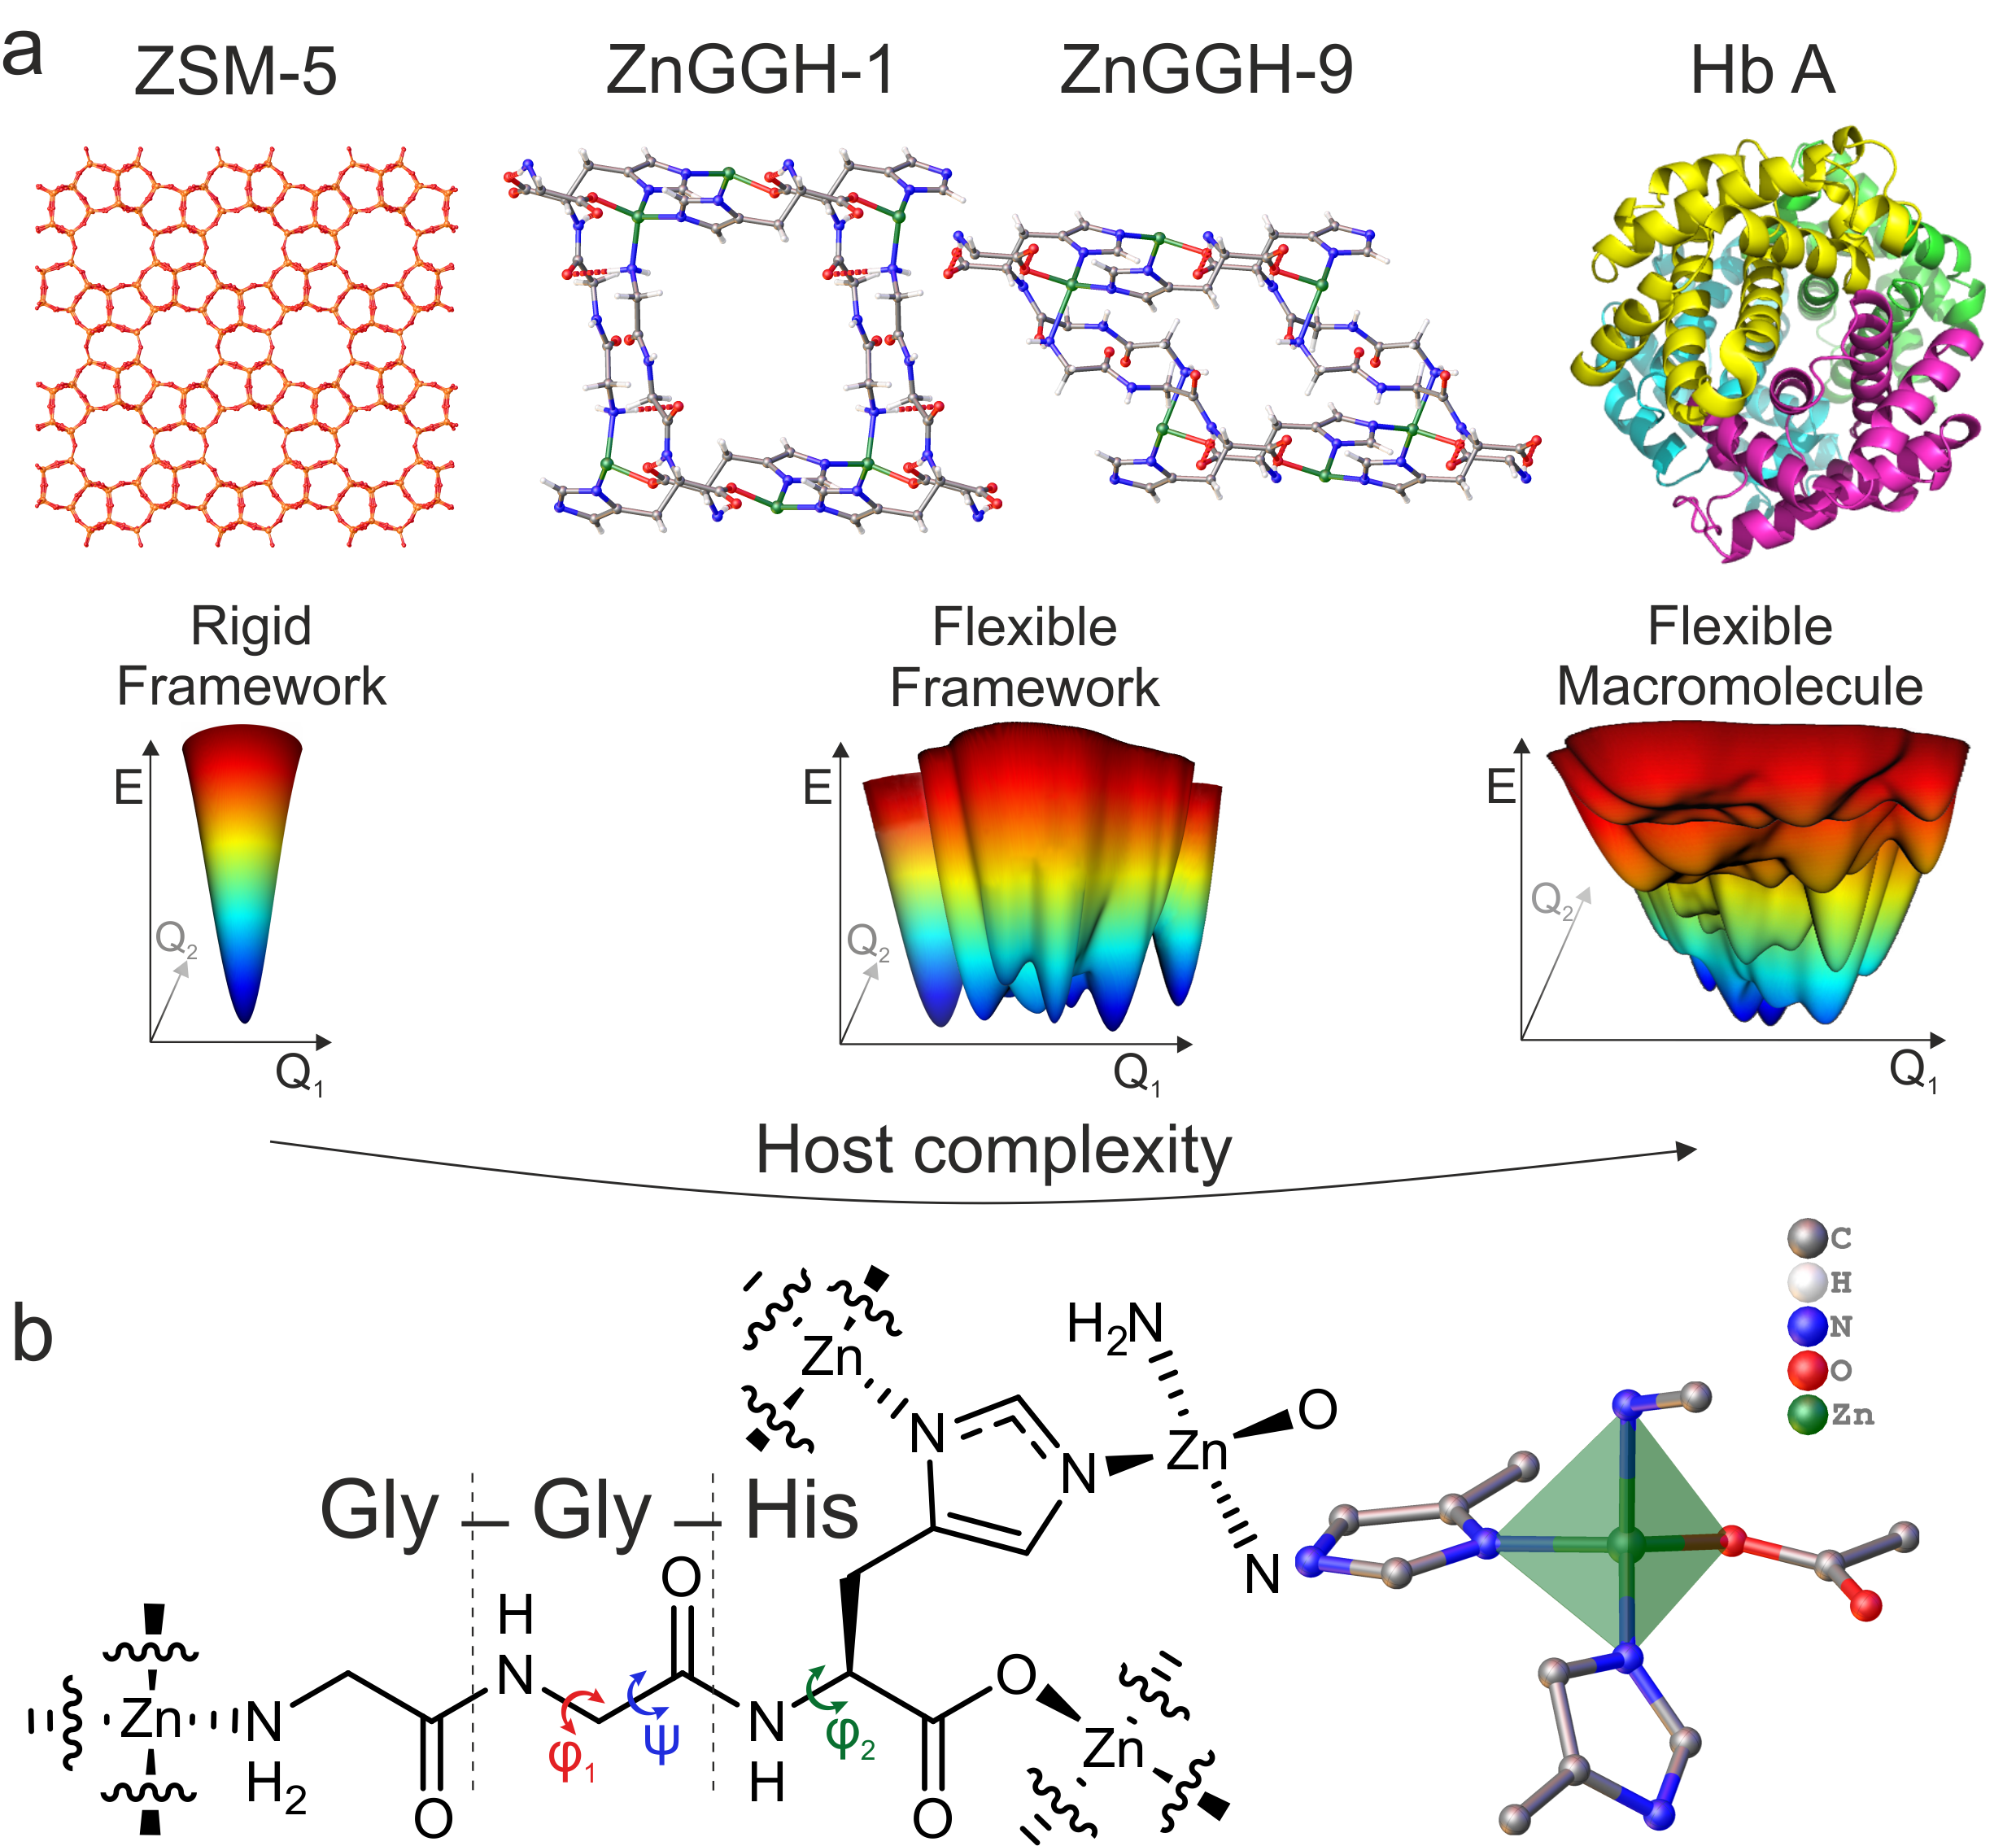 a
ZSM-5
ZnGGH-1
ZnGGH-9
Hb A
Rigid
Framework
Flexible
Framework
Flexible
Macromolecule
E
Q2
Q1
E
Q2
Q1
E
Q2
Q1
Host complexity
b
C
H
N
O
Zn
Zn
N
N
H2N
Zn
O
N
Gly – Gly – His
Zn
N
H2
O
H
N
φ1
ψ
O
N
H
φ2
O
O
Zn